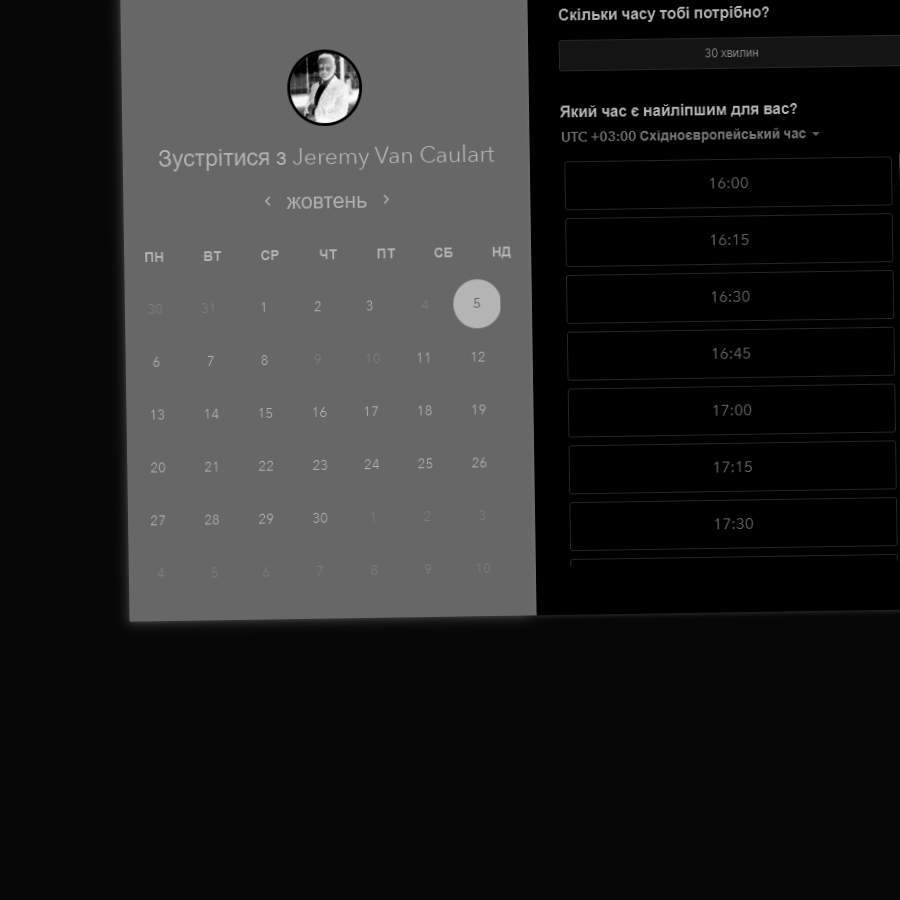 Зустрітися з Jeremy Van Caulart
‹ жовтень ›
ПН ВТ СР ЧТ ПТ СБ НД
30 31 1 2 3 4 5
6 7 8 9 10 11 12
13 14 15 16 17 18 19
20 21 22 23 24 25 26
27 28 29 30 1 2 3
4 5 6 7 8 9 10
Скільки часу тобі потрібно?
30 хвилин
Який час є найліпшим для вас?
UTC +03:00 Східноєвропейський час
16:00
16:15
16:30
16:45
17:00
17:15
17:30